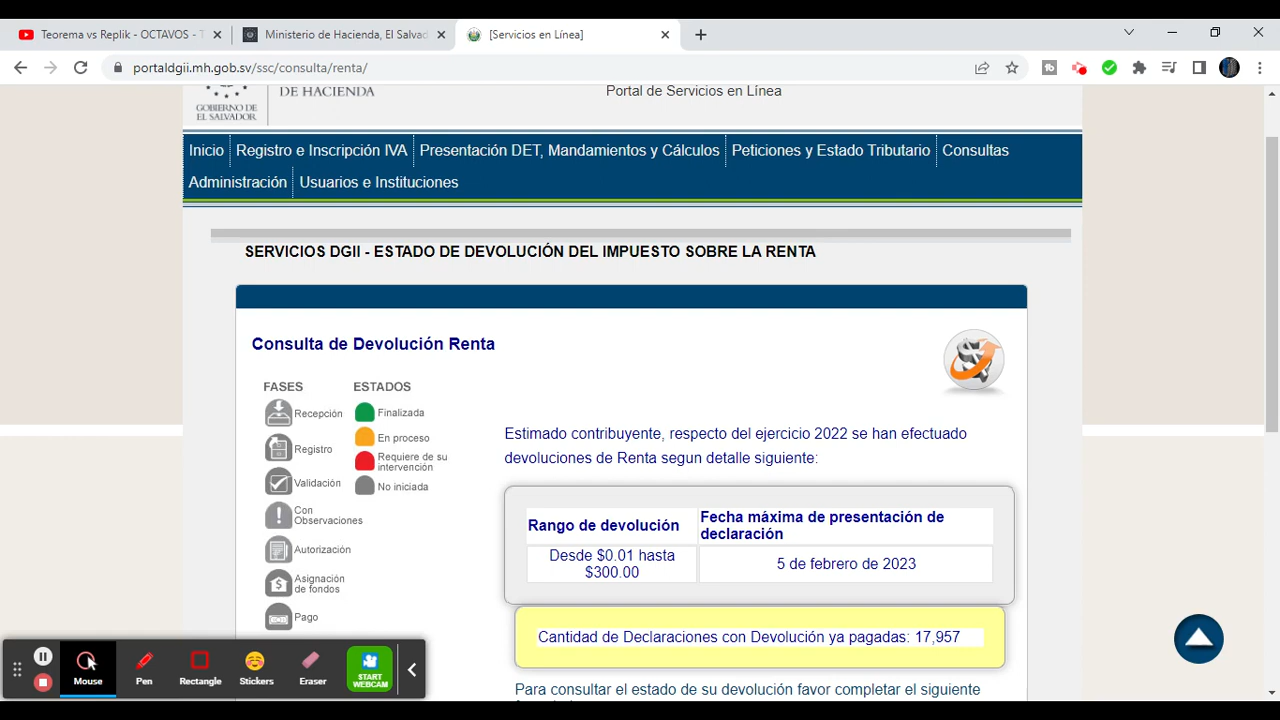 Teorema vs Replik - OCTAVOS - T
Ministerio de Hacienda, El Salvad
[Servicios en Línea]
portaldgii.mh.gob.sv/ssc/consulta/renta/
GOBIERNO DE
EL SALVADOR
DE HACIENDA
Portal de Servicios en Línea
Inicio
Registro e Inscripción IVA
Presentación DET, Mandamientos y Cálculos
Peticiones y Estado Tributario
Consultas
Administración
Usuarios e Instituciones
SERVICIOS DGII - ESTADO DE DEVOLUCIÓN DEL IMPUESTO SOBRE LA RENTA
Consulta de Devolución Renta
FASES
Recepción
Registro
Validación
Con
Observaciones
Autorización
Asignación
de fondos
Pago
ESTADOS
Finalizada
En proceso
Requiere de su
intervención
No iniciada
Estimado contribuyente, respecto del ejercicio 2022 se han efectuado
devoluciones de Renta segun detalle siguiente:
Rango de devolución
Fecha máxima de presentación de
declaración
Desde $0.01 hasta
$300.00
5 de febrero de 2023
Cantidad de Declaraciones con Devolución ya pagadas: 17,957
Para consultar el estado de su devolución favor completar el siguiente
Mouse
Pen
Rectangle
Stickers
Eraser
START
WEBCAM